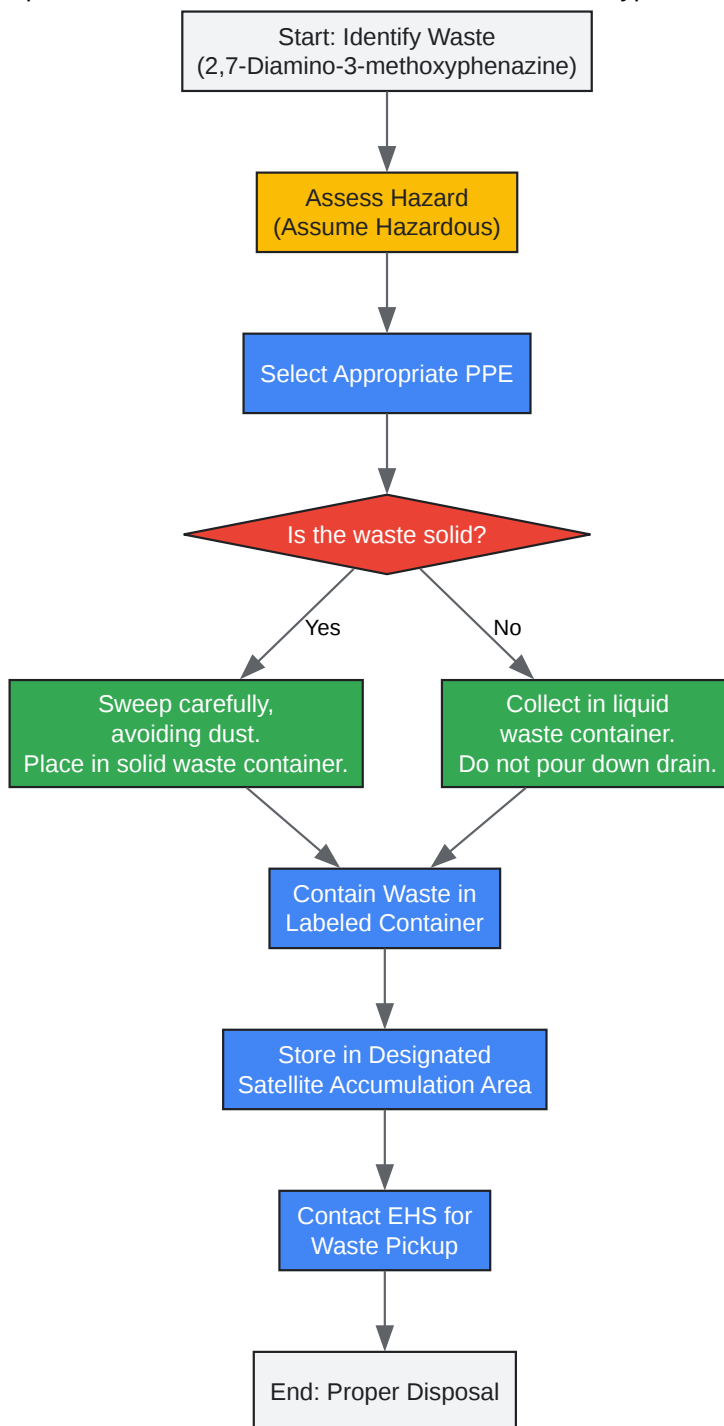 Start: Identify Waste
(2,7-Diamino-3-methoxyphenazine)
Assess Hazard
(Assume Hazardous)
Select Appropriate PPE
Is the waste solid?
Yes
No
Sweep carefully,
avoiding dust.
Place in solid waste container.
Collect in liquid
waste container.
Do not pour down drain.
Contain Waste in
Labeled Container
Store in Designated
Satellite Accumulation Area
Contact EHS for
Waste Pickup
End: Proper Disposal